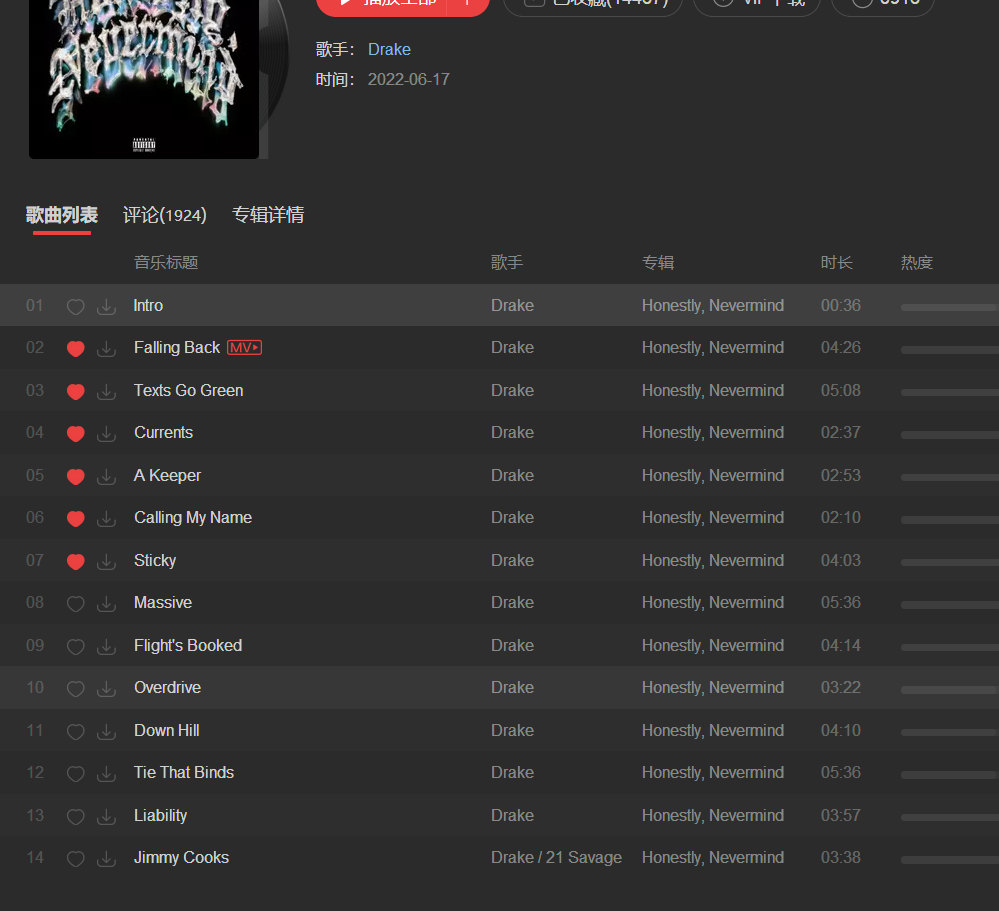 歌手： Drake
时间： 2022-06-17
歌曲列表 评论(1924) 专辑详情
音乐标题 歌手 专辑 时长 热度
01 Intro Drake Honestly, Nevermind 00:36
02 Falling Back MV Drake Honestly, Nevermind 04:26
03 Texts Go Green Drake Honestly, Nevermind 05:08
04 Currents Drake Honestly, Nevermind 02:37
05 A Keeper Drake Honestly, Nevermind 02:53
06 Calling My Name Drake Honestly, Nevermind 02:10
07 Sticky Drake Honestly, Nevermind 04:03
08 Massive Drake Honestly, Nevermind 05:36
09 Flight's Booked Drake Honestly, Nevermind 04:14
10 Overdrive Drake Honestly, Nevermind 03:22
11 Down Hill Drake Honestly, Nevermind 04:10
12 Tie That Binds Drake Honestly, Nevermind 05:36
13 Liability Drake Honestly, Nevermind 03:57
14 Jimmy Cooks Drake / 21 Savage Honestly, Nevermind 03:38